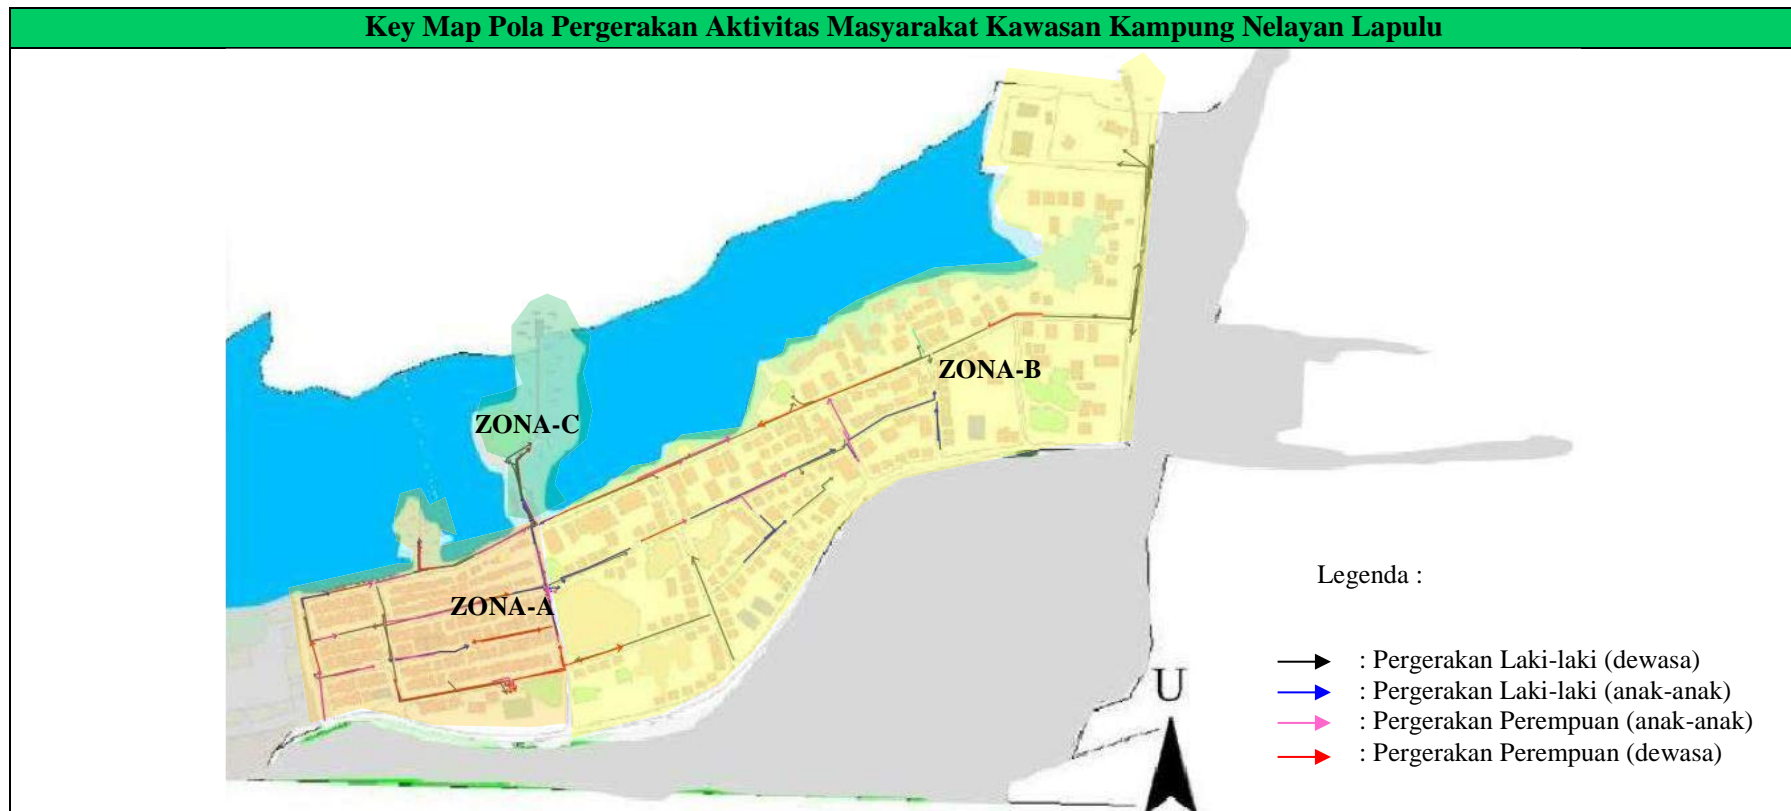 Key Map Pola Pergerakan Aktivitas Masyarakat Kawasan Kampung Nelayan Lapulu
ZONA-B
ZONA-C
ZONA-A
Legenda :
: Pergerakan Laki-laki (dewasa)
: Pergerakan Laki-laki (anak-anak)
: Pergerakan Perempuan (anak-anak)
: Pergerakan Perempuan (dewasa)
U